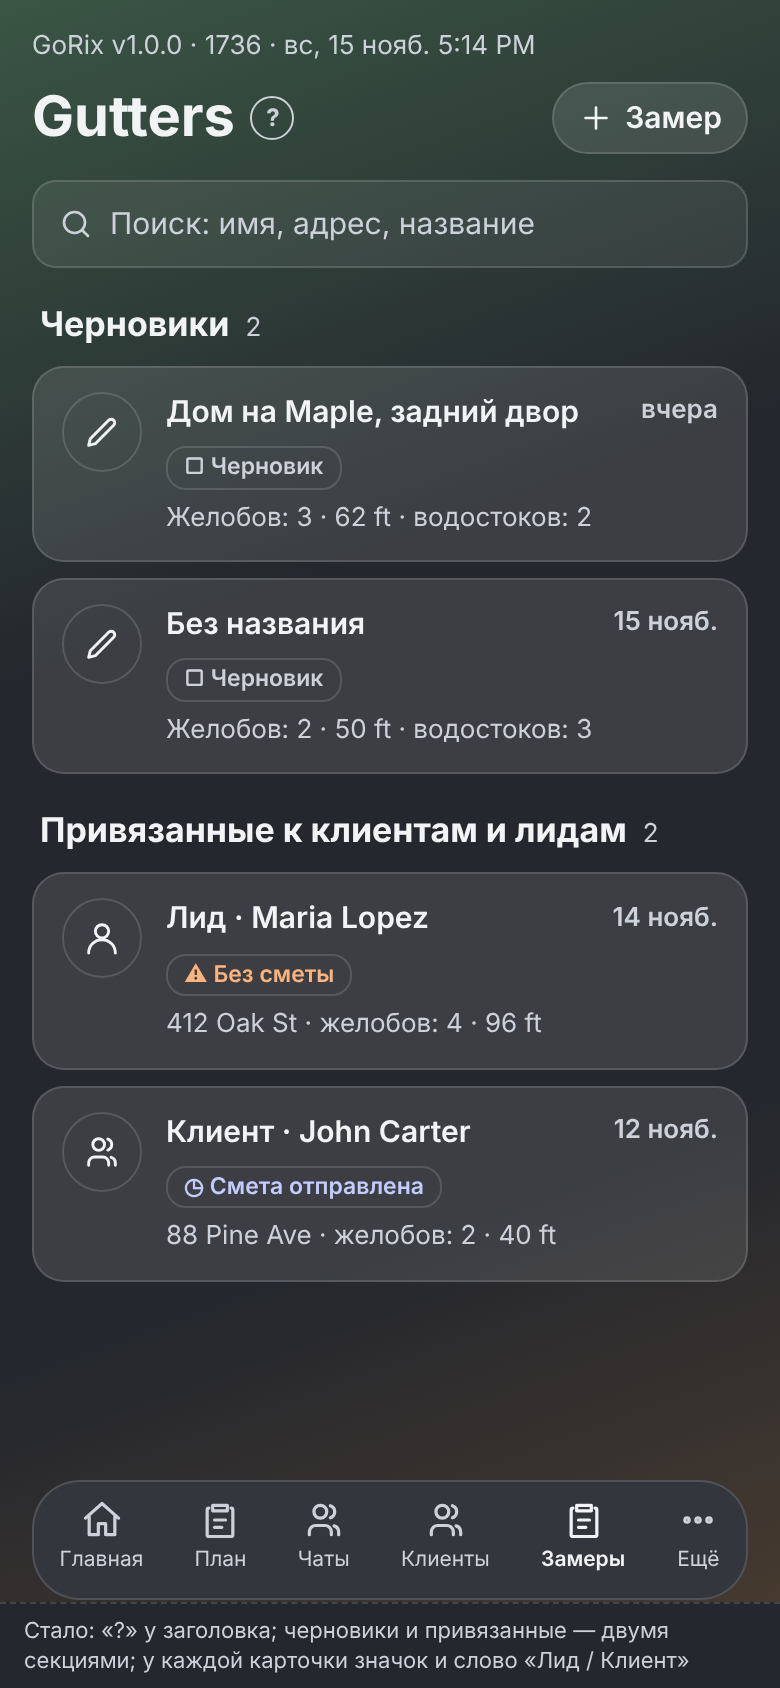 GoRix v1.0.0 · 1736 · вс, 15 нояб. 5:14 PM
Gutters ? + Замер
Поиск: имя, адрес, название
Черновики 2
Дом на Maple, задний двор вчера
Черновик
Желобов: 3 · 62 ft · водостоков: 2
Без названия 15 нояб.
Черновик
Желобов: 2 · 50 ft · водостоков: 3
Привязанные к клиентам и лидам 2
Лид · Maria Lopez 14 нояб.
Без сметы
412 Oak St · желобов: 4 · 96 ft
Клиент · John Carter 12 нояб.
Смета отправлена
88 Pine Ave · желобов: 2 · 40 ft
Главная План Чаты Клиенты Замеры Ещё
Стало: «?» у заголовка; черновики и привязанные — двумя
секциями; у каждой карточки значок и слово «Лид / Клиент»